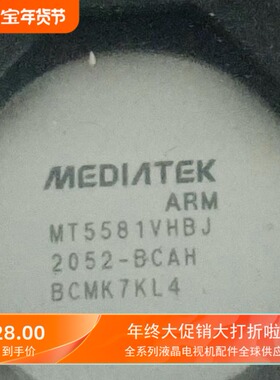 宝年货节
MEDIATEK
ARM
MT5581VHBJ
2052-BCAH
BCMK7KL4
28.00
年终大促销大打折啦
全系列液晶电视机配件全球供应